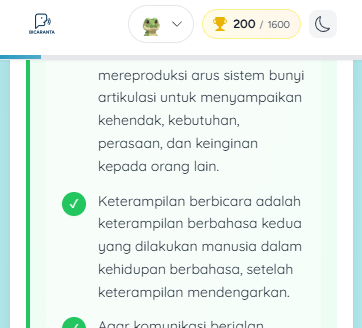 BICARANTA
200 / 1600
mereproduksi arus sistem bunyi
artikulasi untuk menyampaikan
kehendak, kebutuhan,
perasaan, dan keinginan
kepada orang lain.
Keterampilan berbicara adalah
keterampilan berbahasa kedua
yang dilakukan manusia dalam
kehidupan berbahasa, setelah
keterampilan mendengarkan.
Agar komunikasi berjalan